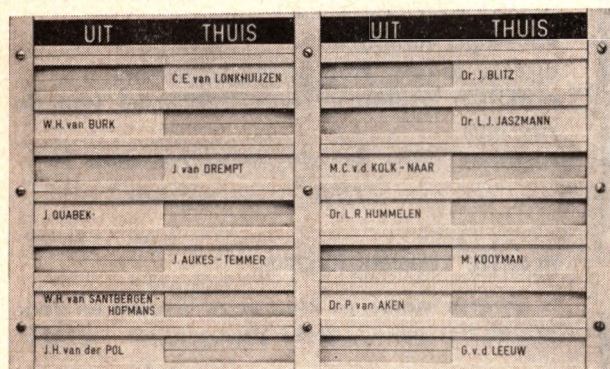 UIT THUIS
C.E. van LONKHUIJZEN
W.H. van BURK
J. van DREMPT
J. QUABEK
J. AUKES - TEMMER
W.H. van SANTBERGEN -
HOFMANS
J.H. van der POL
UIT THUIS
Dr. J. BLITZ
Dr. L.J. JASZMANN
M.C. v.d. KOLK - NAAR
Dr. L.R. HUMMELEN
M. KOOYMAN
Dr. P. van AKEN
G. v.d LEEUW